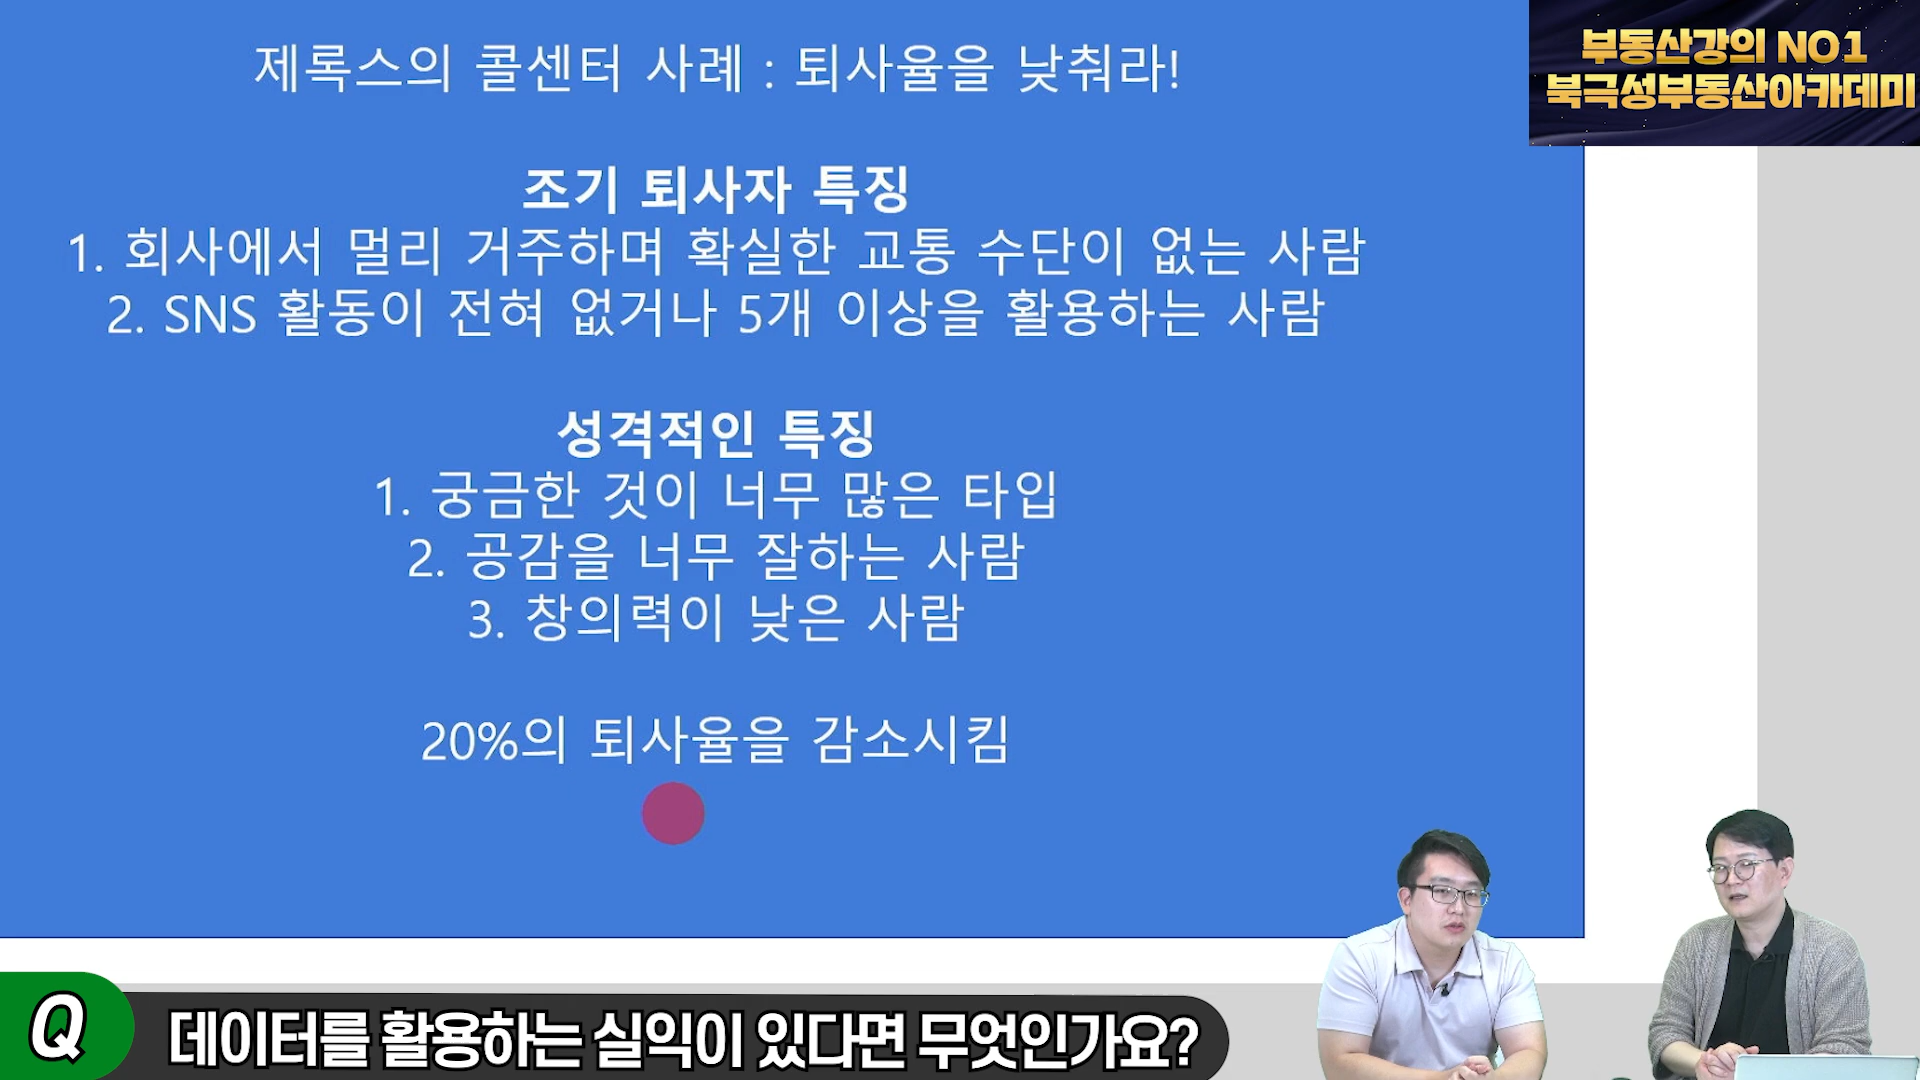 제록스의 콜센터 사례 : 퇴사율을 낮춰라!
부동산강의 NO1
북극성부동산아카데미
조기 퇴사자 특징
1. 회사에서 멀리 거주하며 확실한 교통 수단이 없는 사람
2. SNS 활동이 전혀 없거나 5개 이상을 활용하는 사람
성격적인 특징
1. 궁금한 것이 너무 많은 타입
2. 공감을 너무 잘하는 사람
3. 창의력이 낮은 사람
20%의 퇴사율을 감소시킴
Q 데이터를 활용하는 실익이 있다면 무엇인가요?